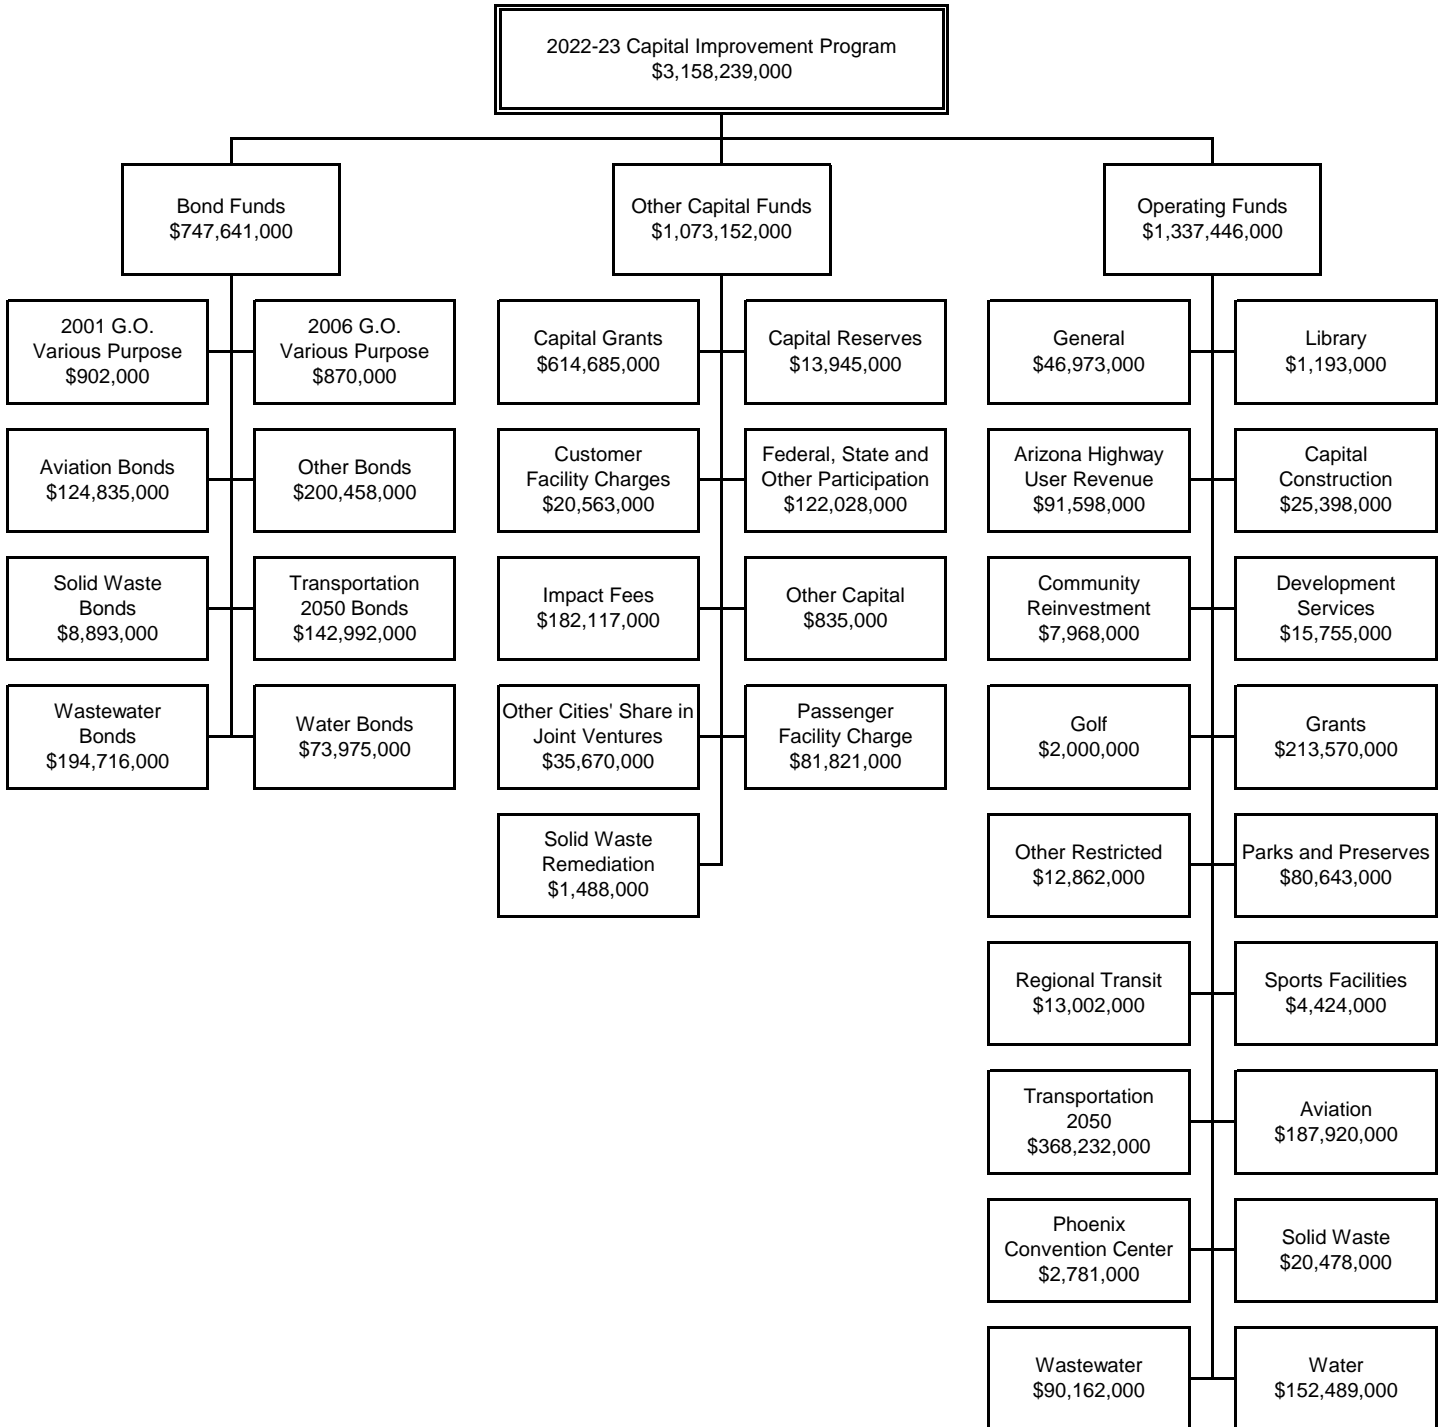 2022-23 Capital Improvement Program
$3,158,239,000
Bond Funds
$747,641,000
Other Capital Funds
$1,073,152,000
Operating Funds
$1,337,446,000
2001 G.O.
Various Purpose
$902,000
2006 G.O.
Various Purpose
$870,000
Capital Grants
$614,685,000
Capital Reserves
$13,945,000
General
$46,973,000
Library
$1,193,000
Aviation Bonds
$124,835,000
Other Bonds
$200,458,000
Customer
Facility Charges
$20,563,000
Federal, State and
Other Participation
$122,028,000
Arizona Highway
User Revenue
$91,598,000
Capital
Construction
$25,398,000
Solid Waste
Bonds
$8,893,000
Transportation
2050 Bonds
$142,992,000
Impact Fees
$182,117,000
Other Capital
$835,000
Community
Reinvestment
$7,968,000
Development
Services
$15,755,000
Wastewater
Bonds
$194,716,000
Water Bonds
$73,975,000
Other Cities' Share in
Joint Ventures
$35,670,000
Passenger
Facility Charge
$81,821,000
Golf
$2,000,000
Grants
$213,570,000
Solid Waste
Remediation
$1,488,000
Other Restricted
$12,862,000
Parks and Preserves
$80,643,000
Regional Transit
$13,002,000
Sports Facilities
$4,424,000
Transportation
2050
$368,232,000
Aviation
$187,920,000
Phoenix
Convention Center
$2,781,000
Solid Waste
$20,478,000
Wastewater
$90,162,000
Water
$152,489,000